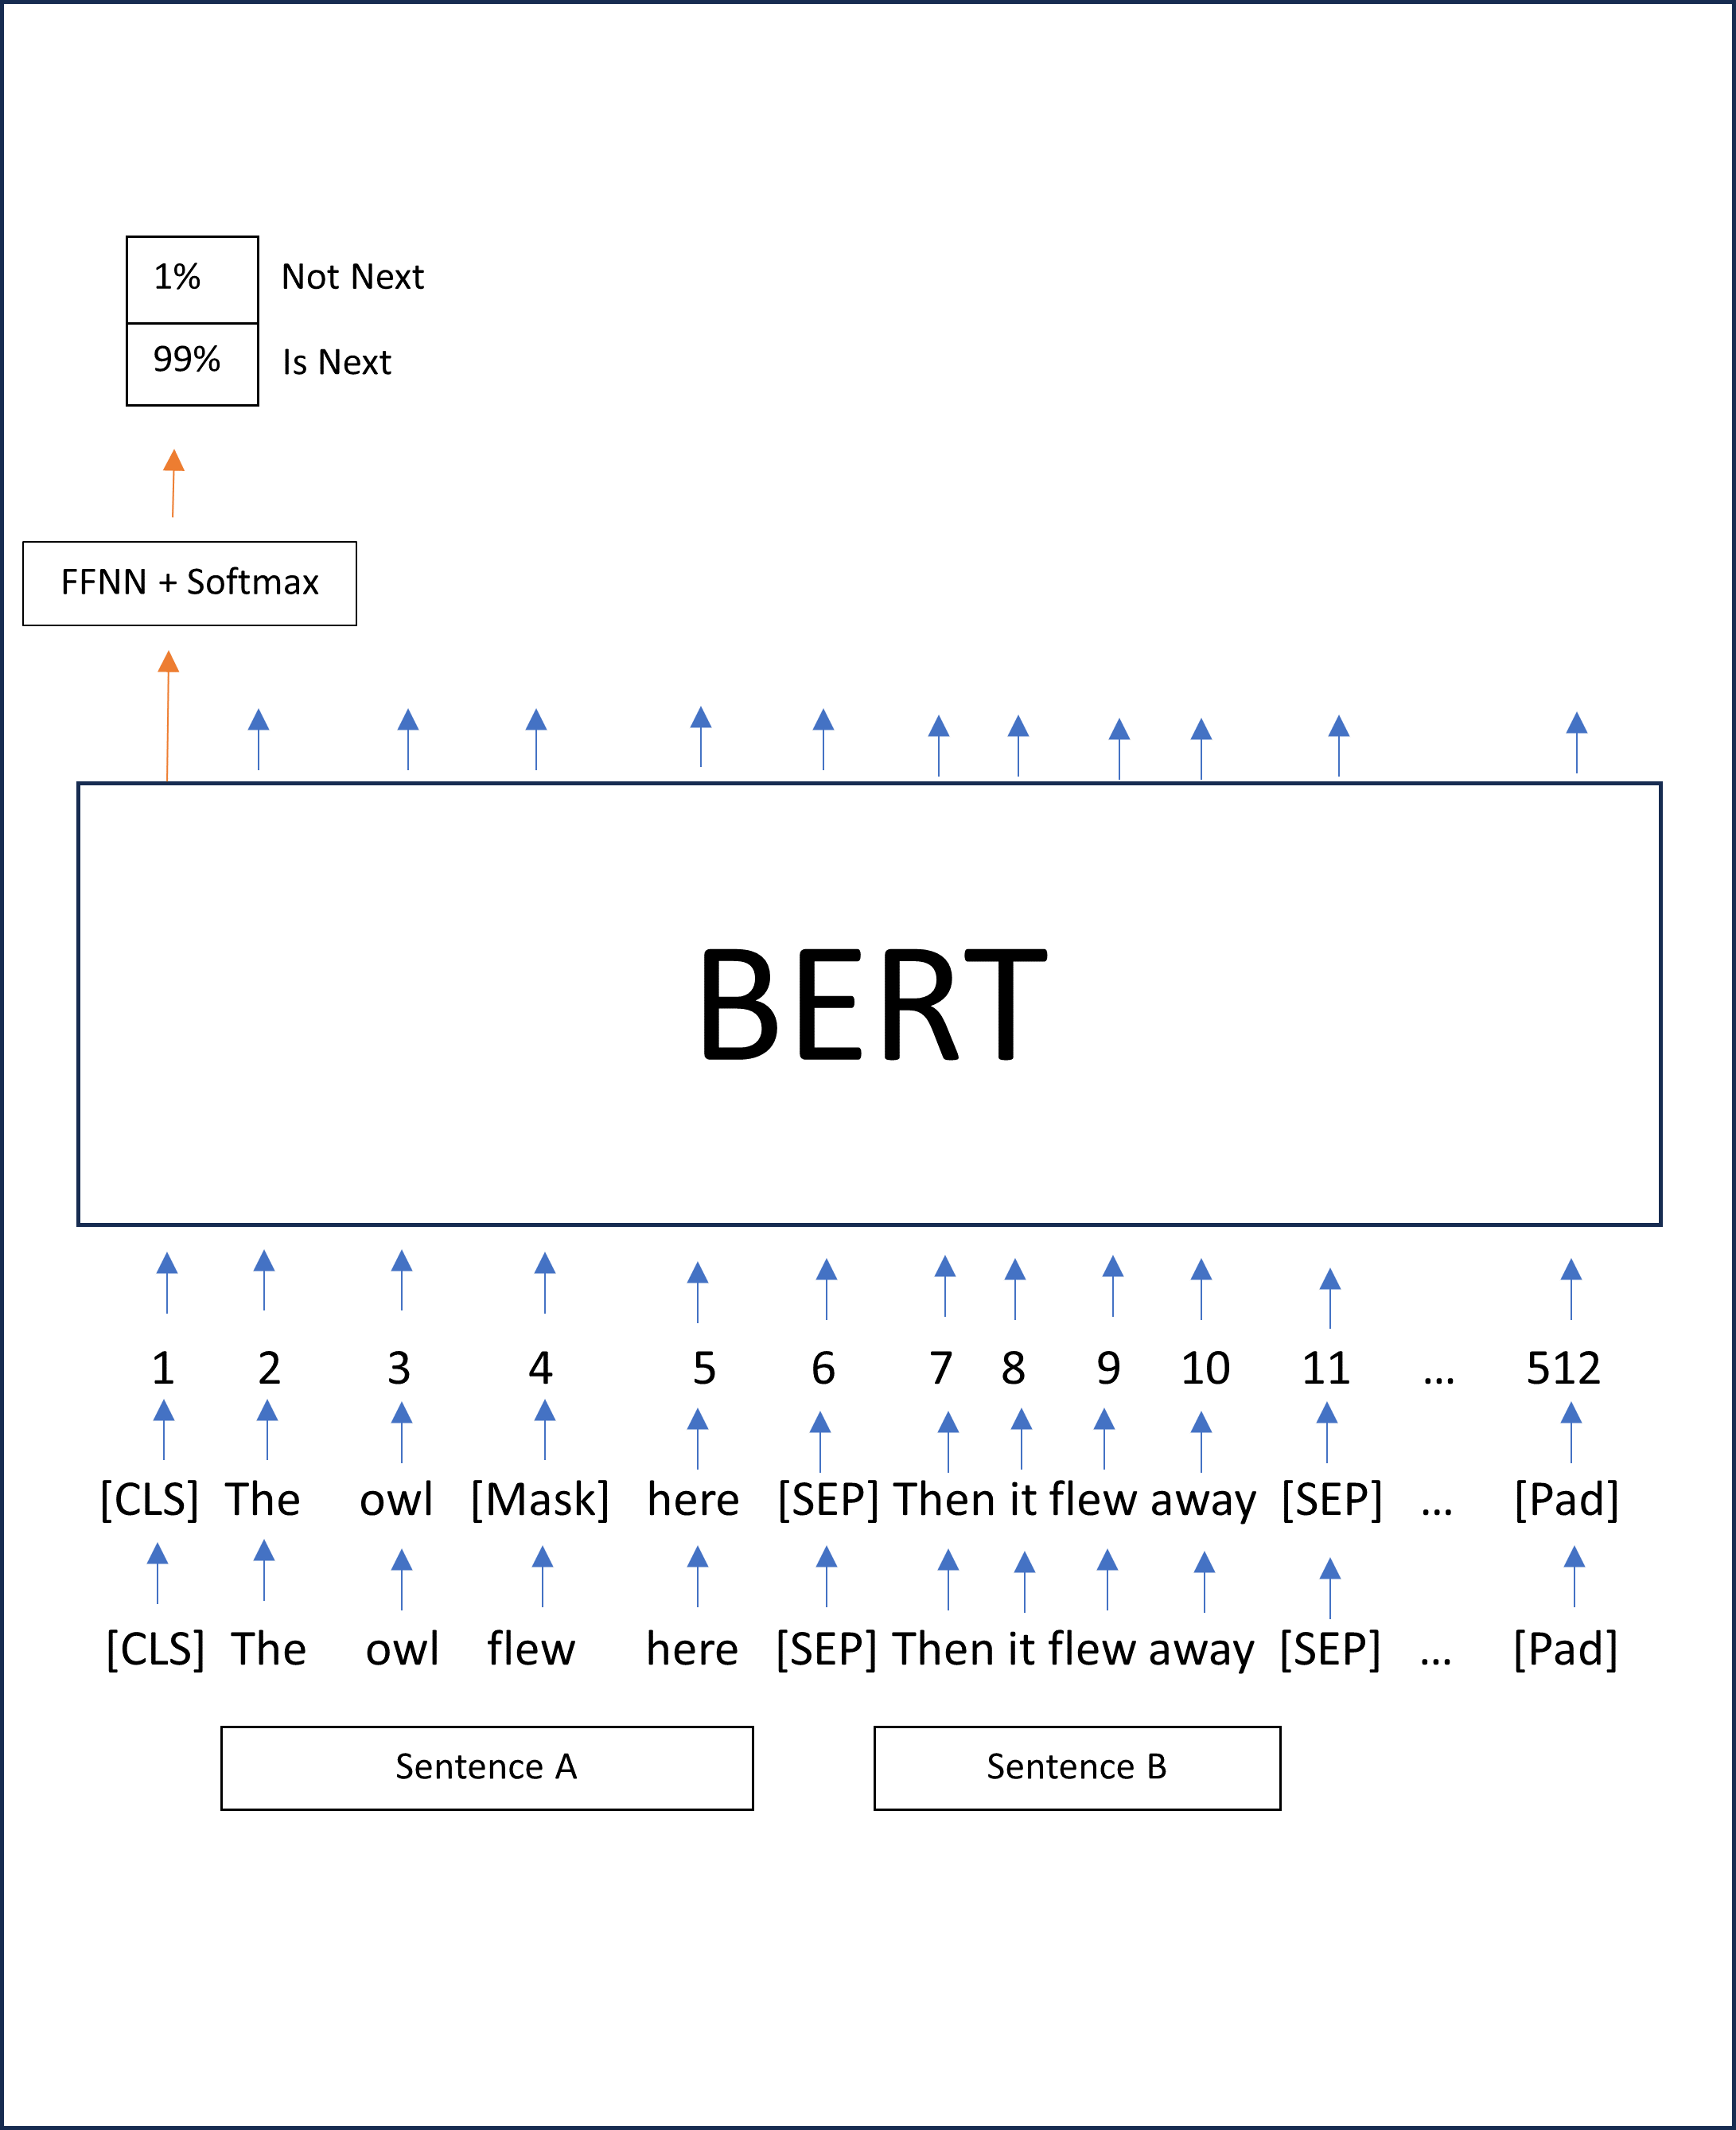 1% Not Next
99% Is Next
FFNN + Softmax
BERT
1 2 3 4 5 6 7 8 9 10 11 ... 512
[CLS] The owl [Mask] here [SEP] Then it flew away [SEP] ... [Pad]
[CLS] The owl flew here [SEP] Then it flew away [SEP] ... [Pad]
Sentence A Sentence B